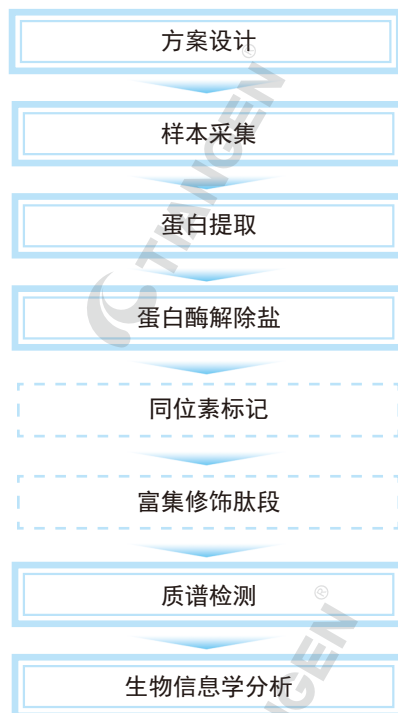 方案设计
样本采集
蛋白提取
蛋白酶解除盐
同位素标记
富集修饰肽段
质谱检测
生物信息学分析
TIANGEN
ANGEN